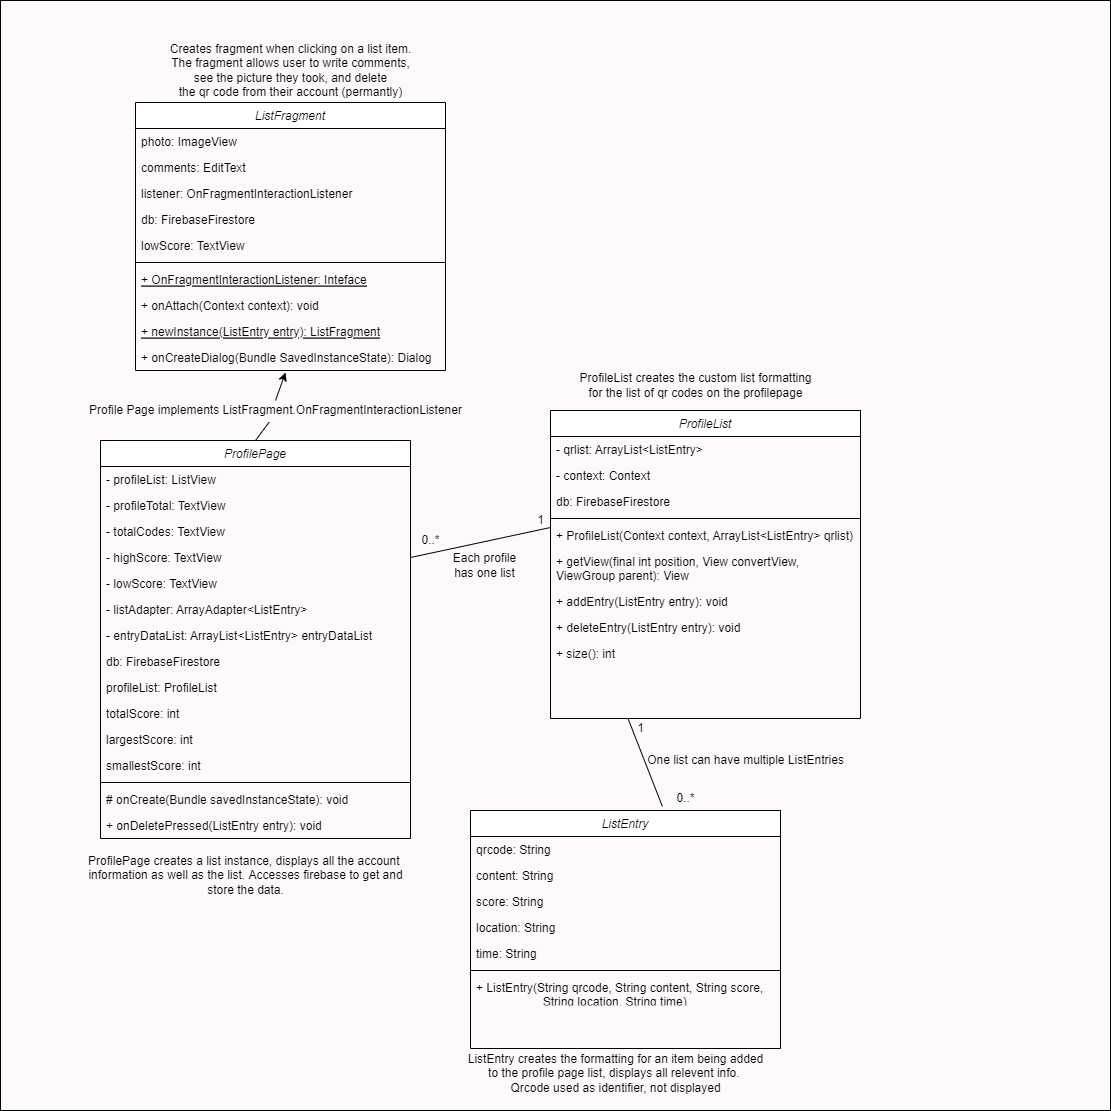 Creates fragment when clicking on a list item.
The fragment allows user to write comments,
see the picture they took, and delete
the qr code from their account (permantly)
ListFragment
photo: ImageView
comments: EditText
listener: OnFragmentInteractionListener
db: FirebaseFirestore
lowScore: TextView
+ OnFragmentInteractionListener: Inteface
+ onAttach(Context context): void
+ newInstance(ListEntry entry): ListFragment
+ onCreateDialog(Bundle SavedInstanceState): Dialog
Profile Page implements ListFragment.OnFragmentInteractionListener
ProfilePage
- profileList: ListView
- profileTotal: TextView
- totalCodes: TextView
- highScore: TextView
- lowScore: TextView
- listAdapter: ArrayAdapter<ListEntry>
- entryDataList: ArrayList<ListEntry> entryDataList
db: FirebaseFirestore
profileList: ProfileList
totalScore: int
largestScore: int
smallestScore: int
# onCreate(Bundle savedInstanceState): void
+ onDeletePressed(ListEntry entry): void
ProfilePage creates a list instance, displays all the account
information as well as the list. Accesses firebase to get and
store the data.
0..*
1
Each profile
has one list
ProfileList creates the custom list formatting
for the list of qr codes on the profilepage
ProfileList
- qrlist: ArrayList<ListEntry>
- context: Context
db: FirebaseFirestore
+ ProfileList(Context context, ArrayList<ListEntry> qrlist)
+ getView(final int position, View convertView,
ViewGroup parent): View
+ addEntry(ListEntry entry): void
+ deleteEntry(ListEntry entry): void
+ size(): int
1
One list can have multiple ListEntries
0..*
ListEntry
qrcode: String
content: String
score: String
location: String
time: String
+ ListEntry(String qrcode, String content, String score,
String location, String time)
ListEntry creates the formatting for an item being added
to the profile page list, displays all relevent info.
Qrcode used as identifier, not displayed